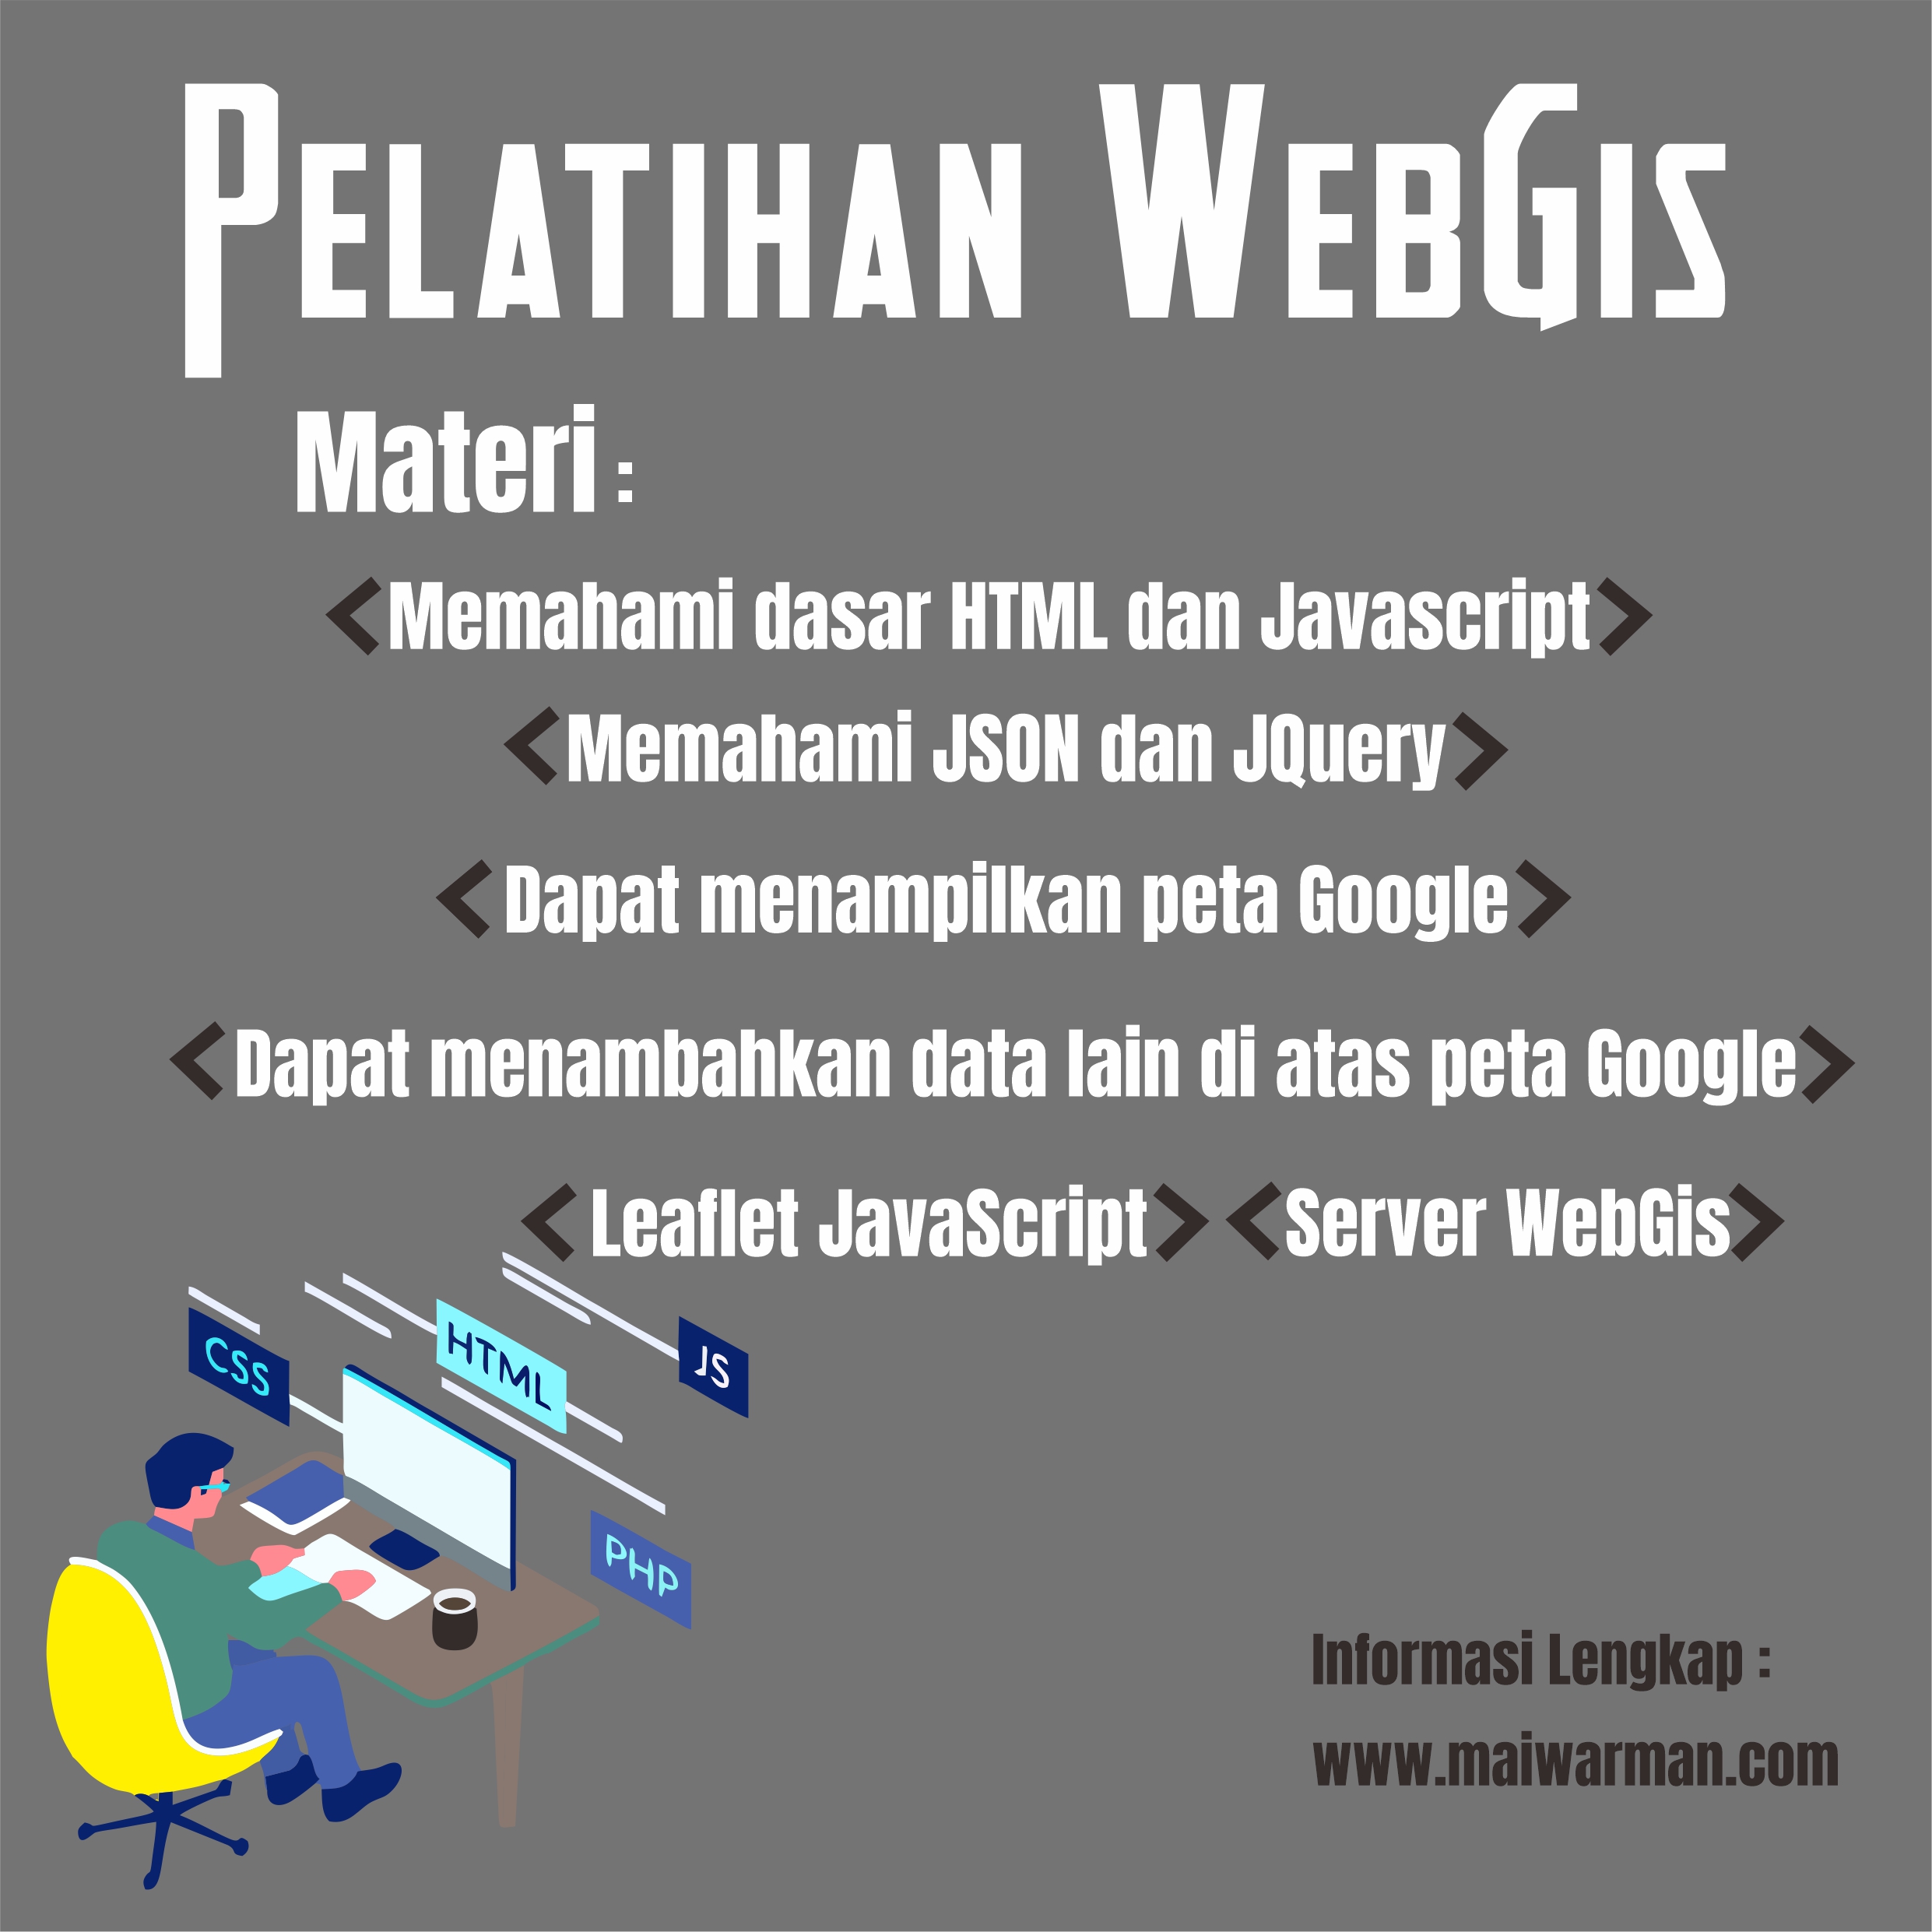 Pelatihan WebGis
Materi :
<Memahami dasar HTML dan Javascript>
<Memahami JSON dan JQuery>
<Dapat menampilkan peta Google>
<Dapat menambahkan data lain di atas peta Google>
<Leaflet Javascript><Server WebGis>
CSS
HTML
JS
PHP
Informasi Lengkap :
www.maiwarman.com